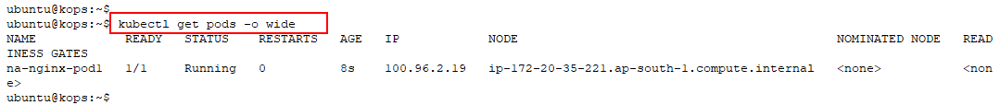 ubuntu@kops:~$
ubuntu@kops:~$ kubectl get pods -o wide
NAME READY STATUS RESTARTS AGE IP NODE NOMINATED NODE READ
INESS GATES
na-nginx-pod1 1/1 Running 0 8s 100.96.2.19 ip-172-20-35-221.ap-south-1.compute.internal <none> <non
e>
ubuntu@kops:~$